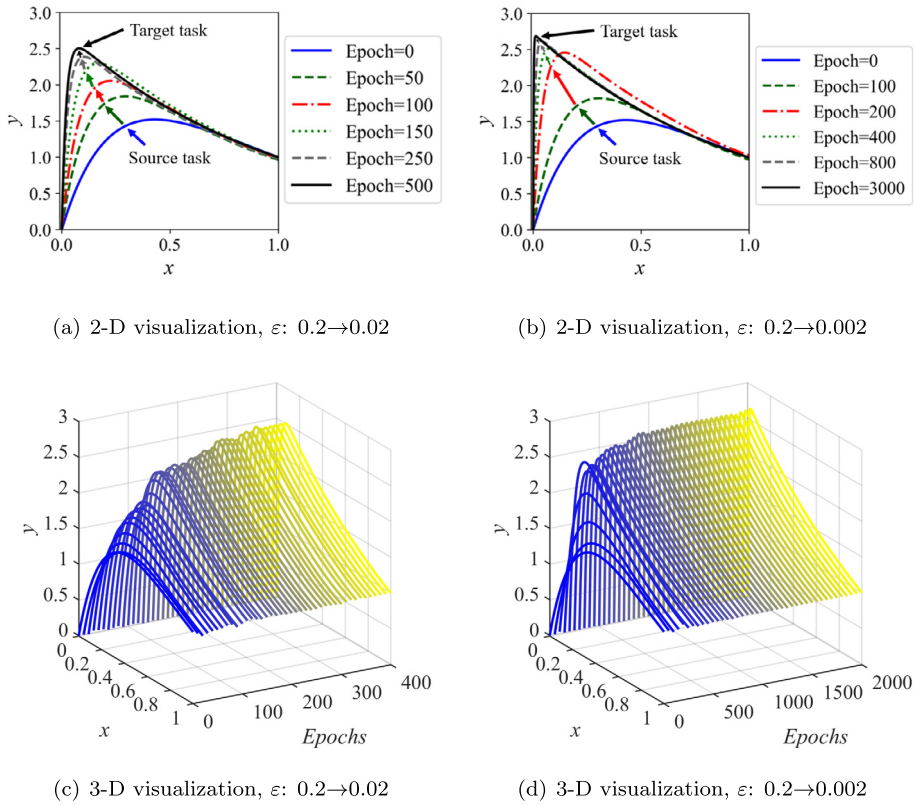 3.0
2.5
2.0
1.5
1.0
0.5
0.0
y
0.0
0.5
1.0
x
Target task
Source task
Epoch=0
Epoch=50
Epoch=100
Epoch=150
Epoch=250
Epoch=500
(a) 2-D visualization, ε: 0.2→0.02
3.0
2.5
2.0
1.5
1.0
0.5
0.0
y
0.0
0.5
1.0
x
Target task
Source task
Epoch=0
Epoch=100
Epoch=200
Epoch=400
Epoch=800
Epoch=3000
(b) 2-D visualization, ε: 0.2→0.002
3
2.5
2
1.5
1
0.5
0
y
0
0.2
0.4
0.6
0.8
1
x
0
100
200
300
400
Epochs
(c) 3-D visualization, ε: 0.2→0.02
3
2.5
2
1.5
1
0.5
0
y
0
0.2
0.4
0.6
0.8
1
x
0
500
1000
1500
2000
Epochs
(d) 3-D visualization, ε: 0.2→0.002